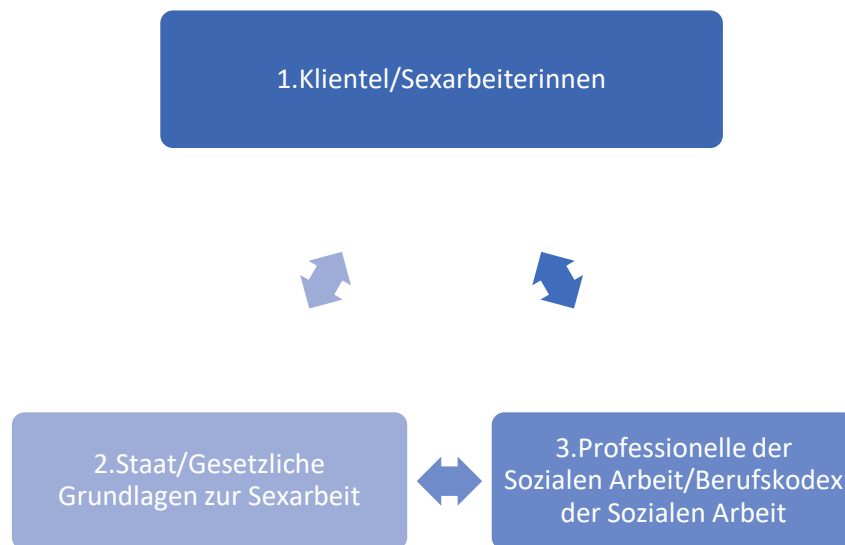 1.Klientel/Sexarbeiterinnen
2.Staat/Gesetzliche
Grundlagen zur Sexarbeit
3.Professionelle der
Sozialen Arbeit/Berufskodex
der Sozialen Arbeit